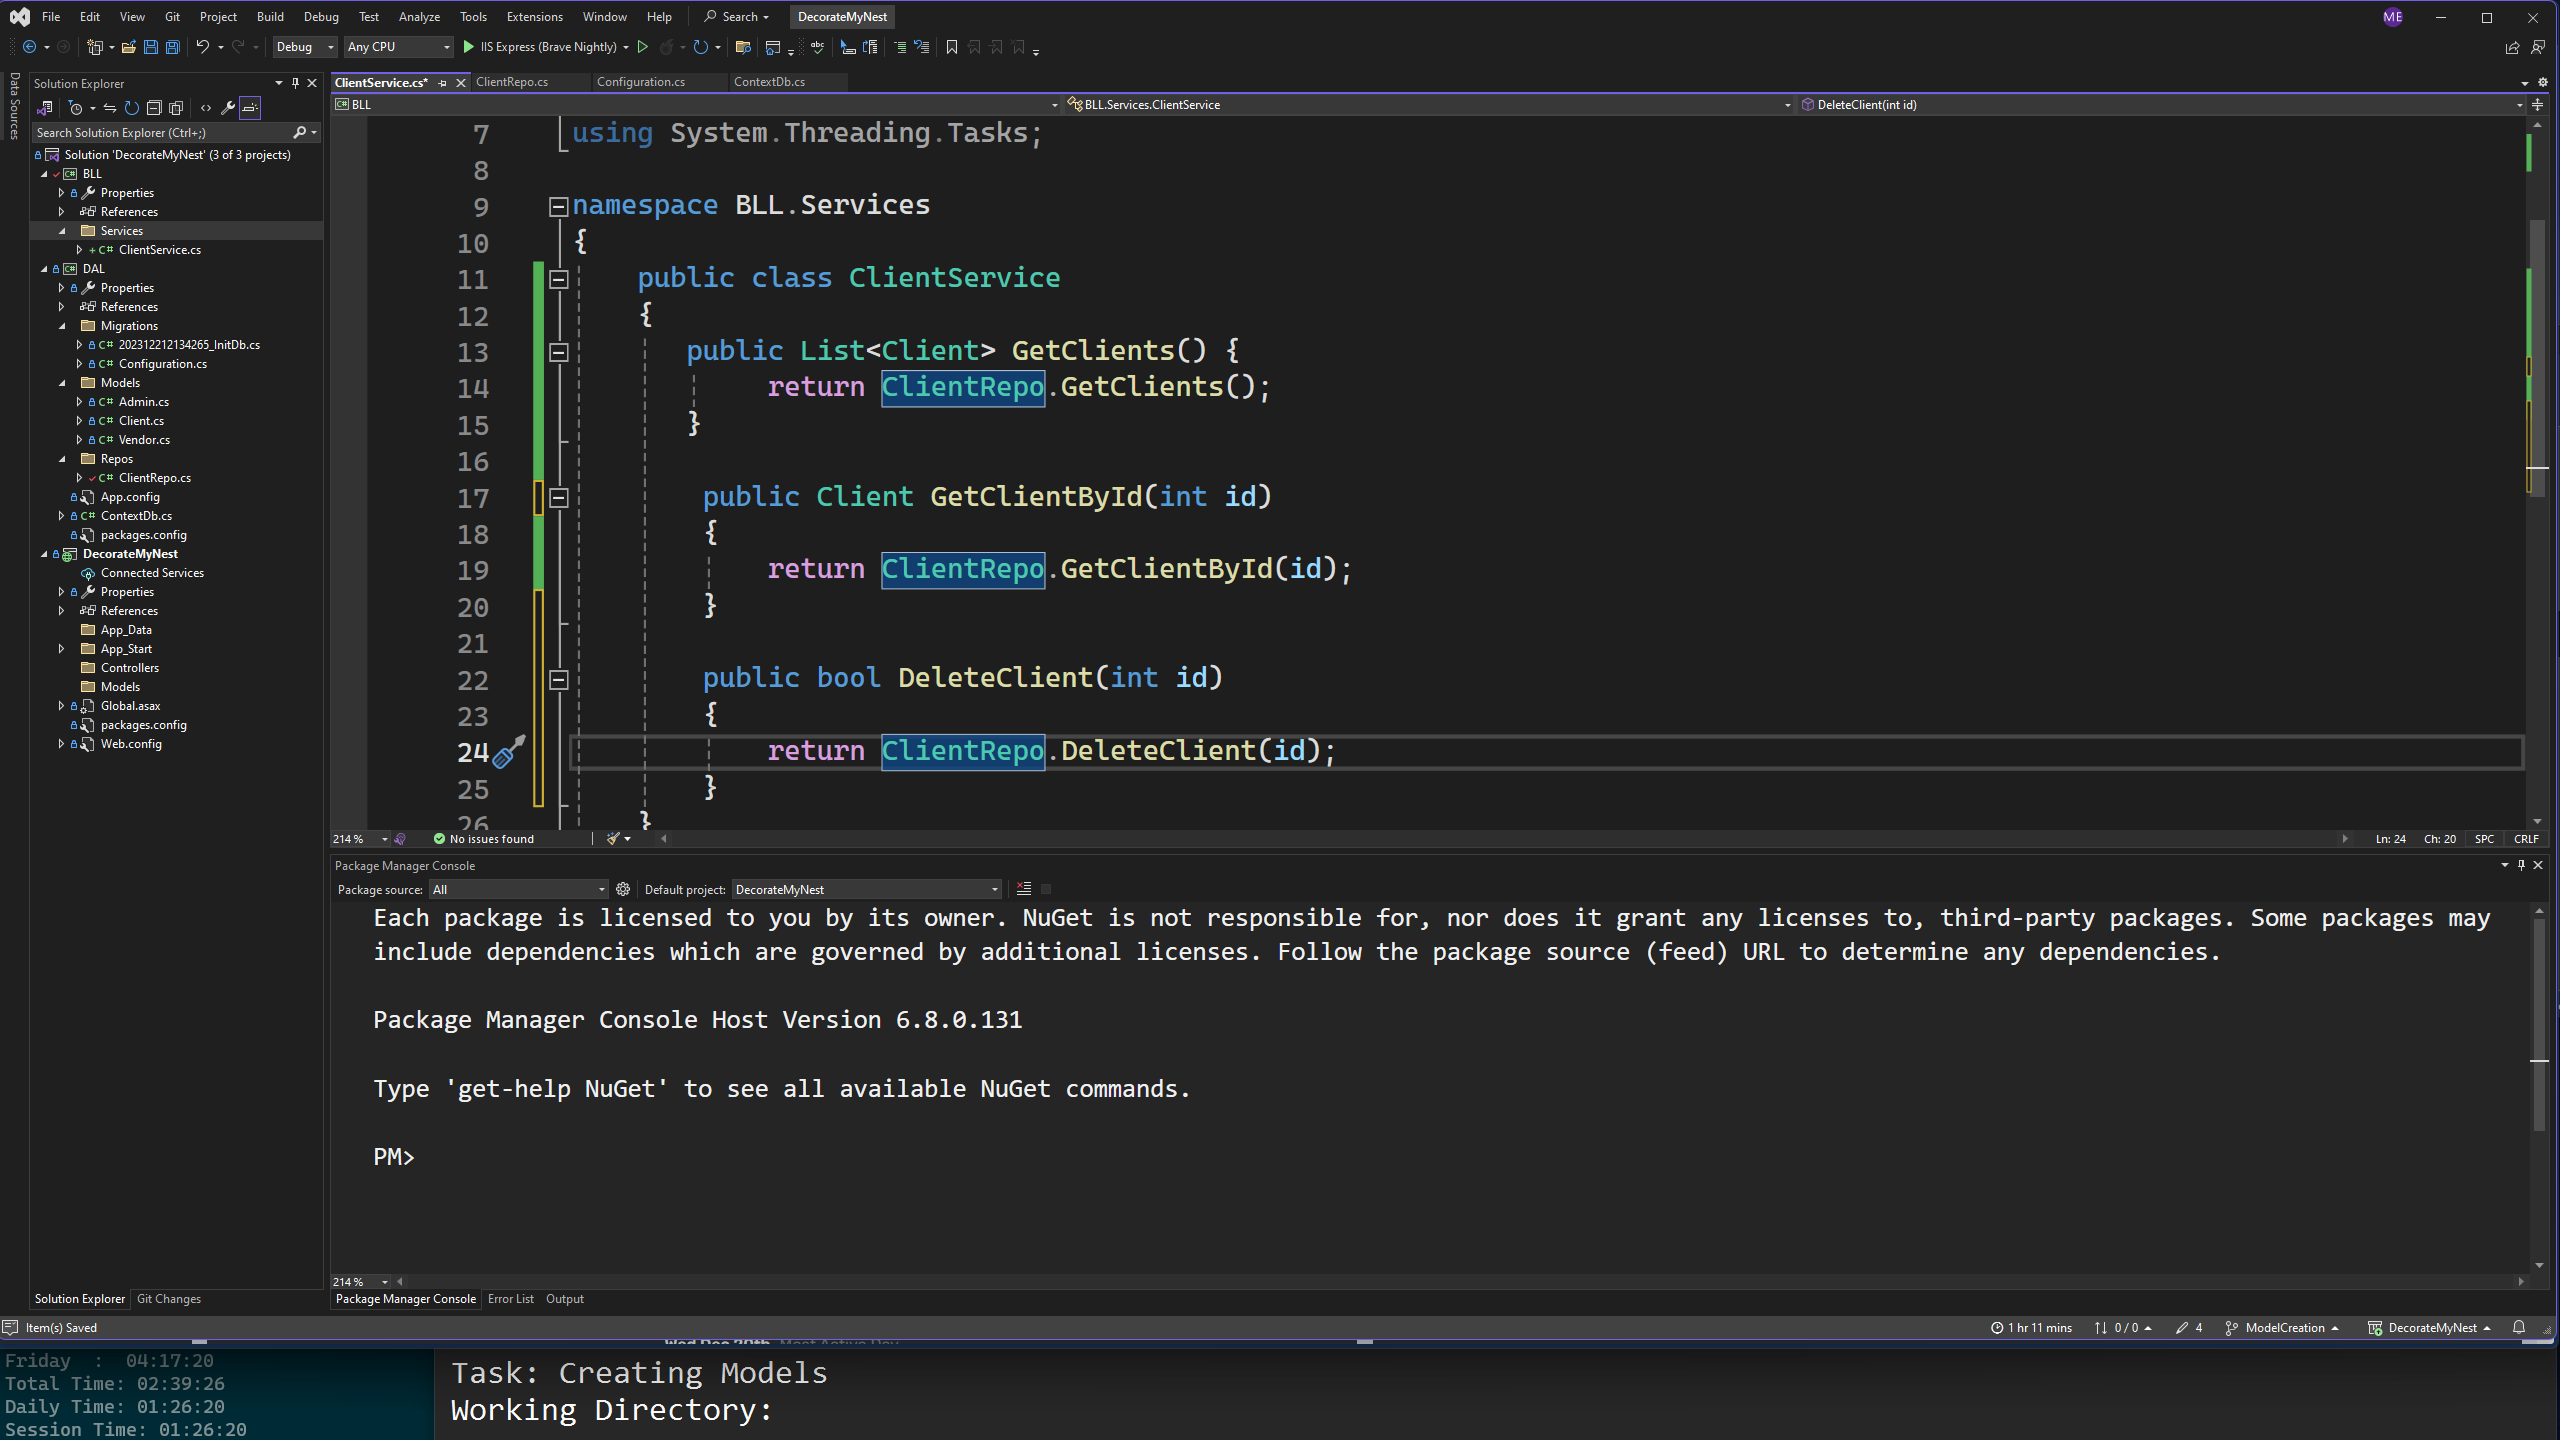 File Edit View Git Project Build Debug Test Analyze Tools Extensions Window Help Search DecorateMyNest ME
Debug Any CPU IIS Express (Brave Nightly)
Data Sources
Solution Explorer
Search Solution Explorer (Ctrl+;)
Solution 'DecorateMyNest' (3 of 3 projects)
BLL
Properties
References
Services
C# ClientService.cs
DAL
Properties
References
Migrations
C# 202312212134265_InitDb.cs
C# Configuration.cs
Models
C# Admin.cs
C# Client.cs
C# Vendor.cs
Repos
C# ClientRepo.cs
App.config
C# ContextDb.cs
packages.config
DecorateMyNest
Connected Services
Properties
References
App_Data
App_Start
Controllers
Models
Global.asax
packages.config
Web.config
Solution Explorer Git Changes
ClientService.cs* ClientRepo.cs Configuration.cs ContextDb.cs
BLL BLL.Services.ClientService DeleteClient(int id)
7 using System.Threading.Tasks;
8
9 namespace BLL.Services
10 {
11 public class ClientService
12 {
13 public List<Client> GetClients() {
14 return ClientRepo.GetClients();
15 }
16
17 public Client GetClientById(int id)
18 {
19 return ClientRepo.GetClientById(id);
20 }
21
22 public bool DeleteClient(int id)
23 {
24 return ClientRepo.DeleteClient(id);
25 }
26 }
214 % No issues found Ln: 24 Ch: 20 SPC CRLF
Package Manager Console
Package source: All Default project: DecorateMyNest
Each package is licensed to you by its owner. NuGet is not responsible for, nor does it grant any licenses to, third-party packages. Some packages may
include dependencies which are governed by additional licenses. Follow the package source (feed) URL to determine any dependencies.
Package Manager Console Host Version 6.8.0.131
Type 'get-help NuGet' to see all available NuGet commands.
PM>
214 %
Package Manager Console Error List Output
Item(s) Saved 1 hr 11 mins 0 / 0 4 ModelCreation DecorateMyNest
Wed Dec 20th Most Active Day
Friday : 04:17:20
Total Time: 02:39:26
Daily Time: 01:26:20
Session Time: 01:26:20
Task: Creating Models
Working Directory: